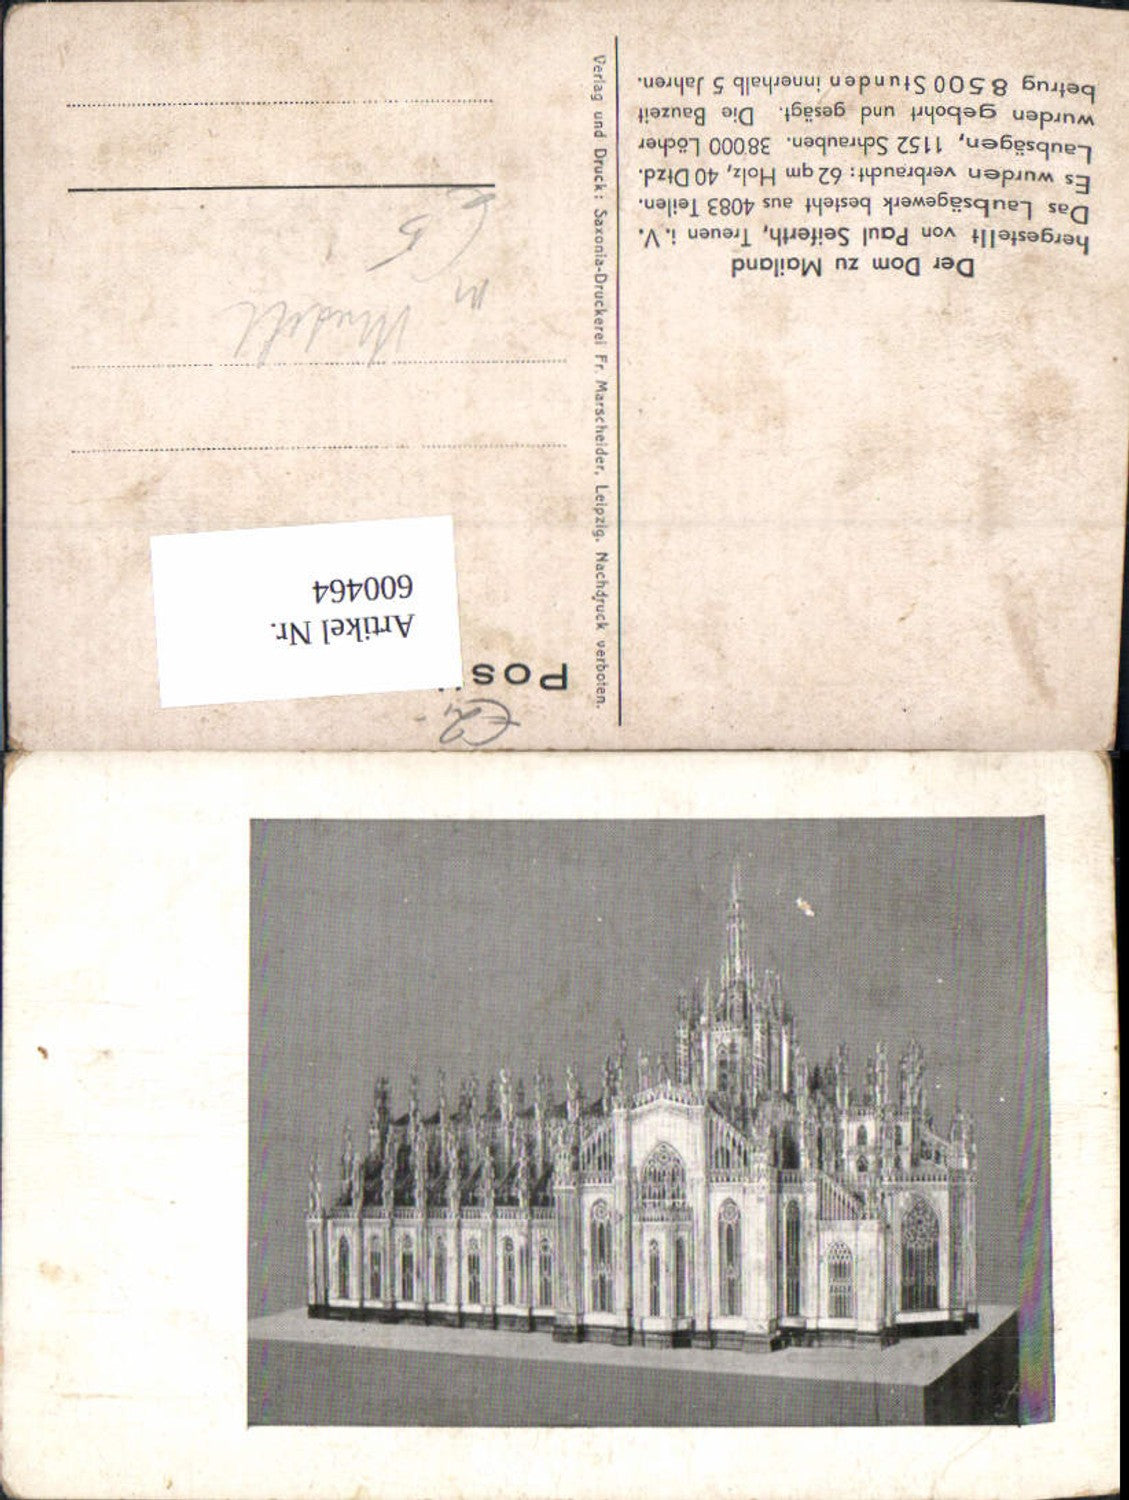 Der Dom zu Mailand
hergestellt von Paul Seiferth, Treuen i. V.
Das Laubsägewerk besteht aus 4083 Teilen.
Es wurden verbraucht: 62 qm Holz, 40 Dtzd.
Laubsägen, 1152 Schrauben. 38000 Löcher
wurden gebohrt und gesägt. Die Bauzeit
betrug 8500 Stunden innerhalb 5 Jahren.
Verlag und Druck: Saxonia-Druckerei Fr. Marscheider, Leipzig. Nachdruck verboten.
Artikel Nr.
600464
Modell